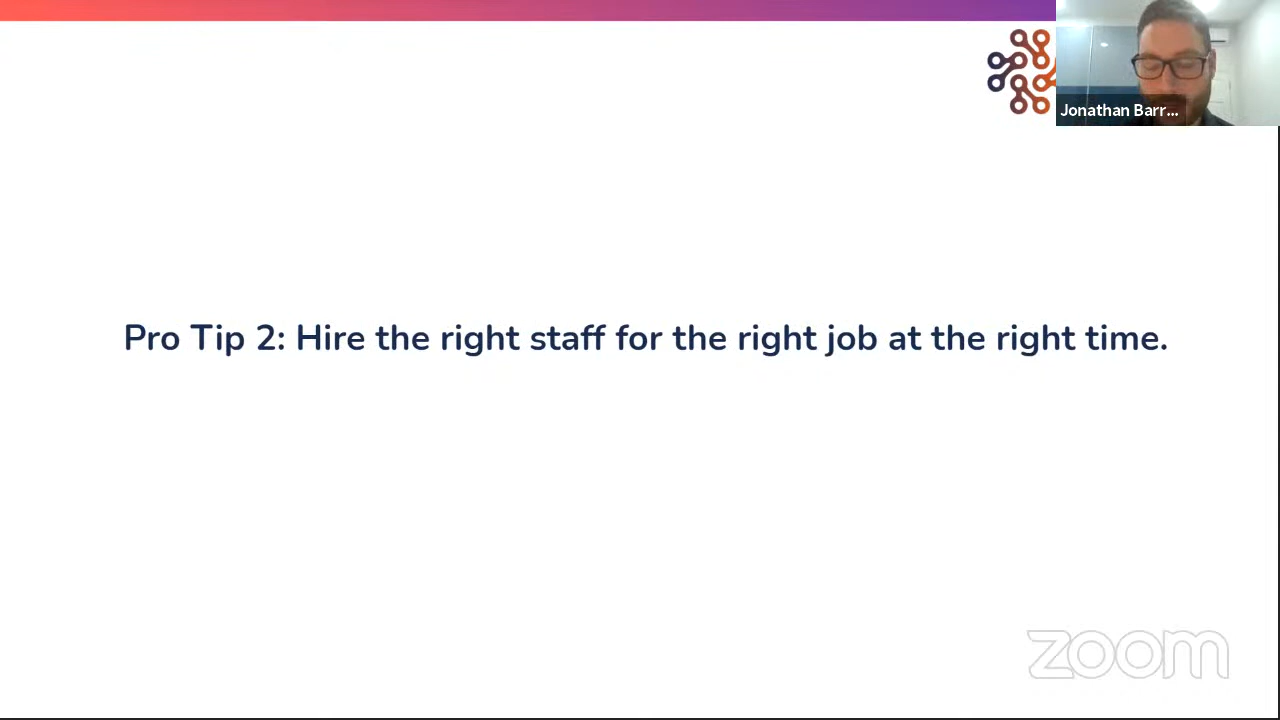 Jonathan Barr...
Pro Tip 2: Hire the right staff for the right job at the right time.
zoom